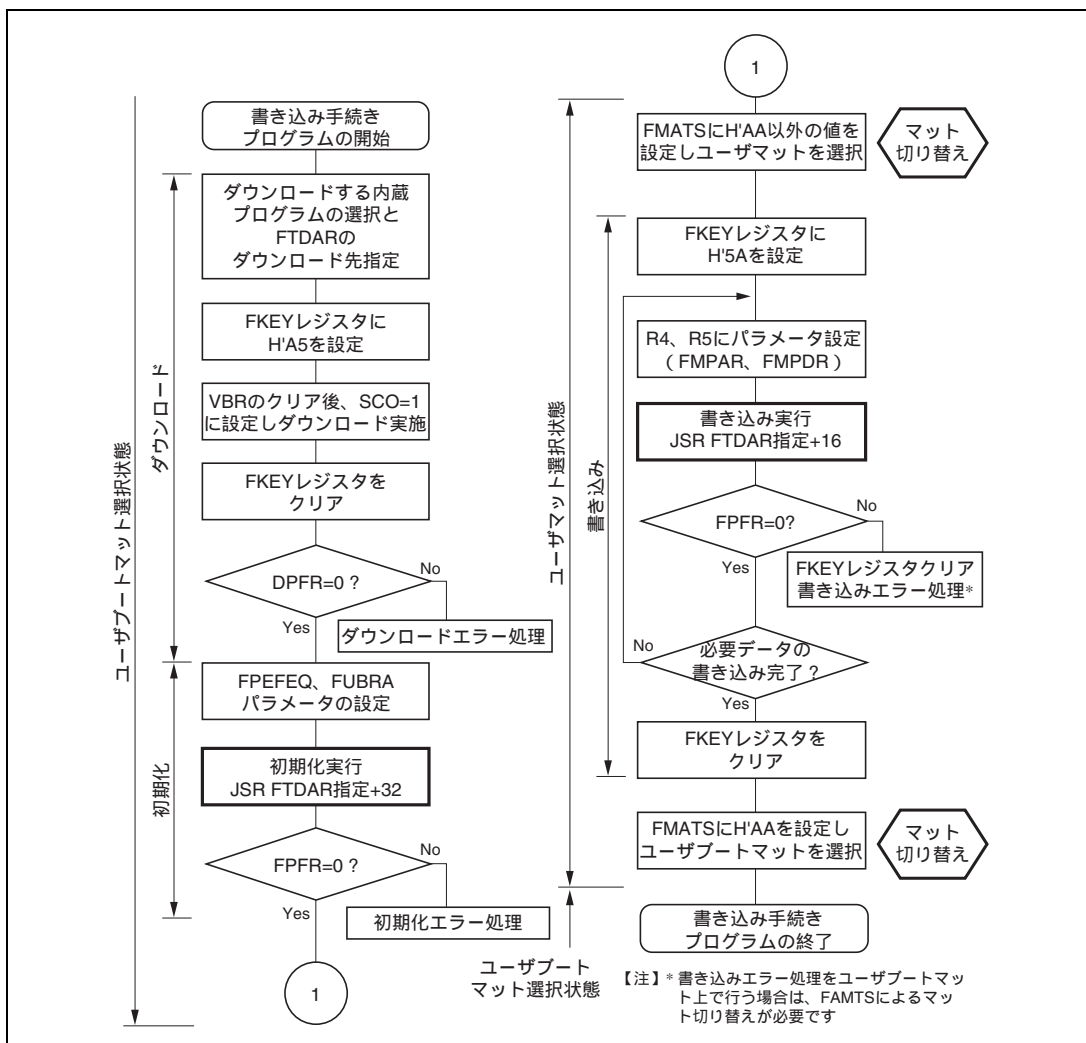 書き込み手続き
プログラムの開始
ダウンロードする内蔵
プログラムの選択と
FTDARの
ダウンロード先指定
FKEYレジスタに
H'A5を設定
VBRのクリア後、SCO=1
に設定しダウンロード実施
FKEYレジスタを
クリア
DPFR=0 ?
No
Yes
ダウンロードエラー処理
FPEFEQ、FUBRA
パラメータの設定
初期化実行
JSR FTDAR指定+32
FPFR=0 ?
No
Yes
初期化エラー処理
1
ユーザブートマット選択状態
ダウンロード
初期化
1
FMATSにH'AA以外の値を
設定しユーザマットを選択
マット
切り替え
FKEYレジスタに
H'5Aを設定
R4、R5にパラメータ設定
（FMPAR、FMPDR）
書き込み実行
JSR FTDAR指定+16
FPFR=0?
No
Yes
FKEYレジスタクリア
書き込みエラー処理*
必要データの
書き込み完了？
No
Yes
FKEYレジスタを
クリア
FMATSにH'AAを設定し
ユーザブートマットを選択
マット
切り替え
書き込み手続き
プログラムの終了
ユーザマット選択状態
書き込み
ユーザブート
マット選択状態
【注】* 書き込みエラー処理をユーザブートマッ
ト上で行う場合は、FAMTSによるマッ
ト切り替えが必要です